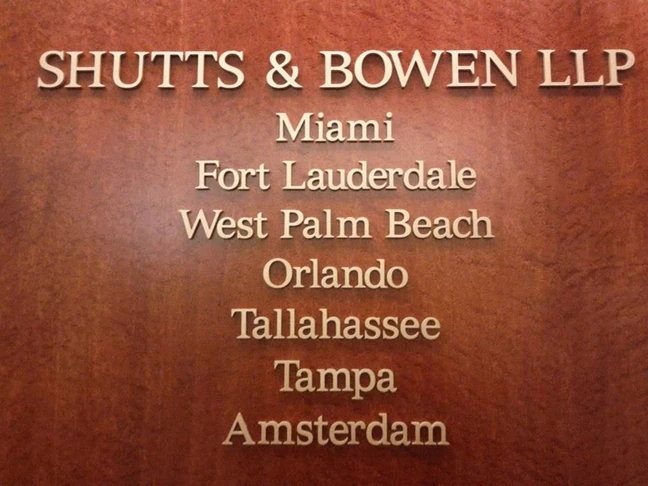 SHUTTS & BOWEN LLP
Miami
Fort Lauderdale
West Palm Beach
Orlando
Tallahassee
Tampa
Amsterdam